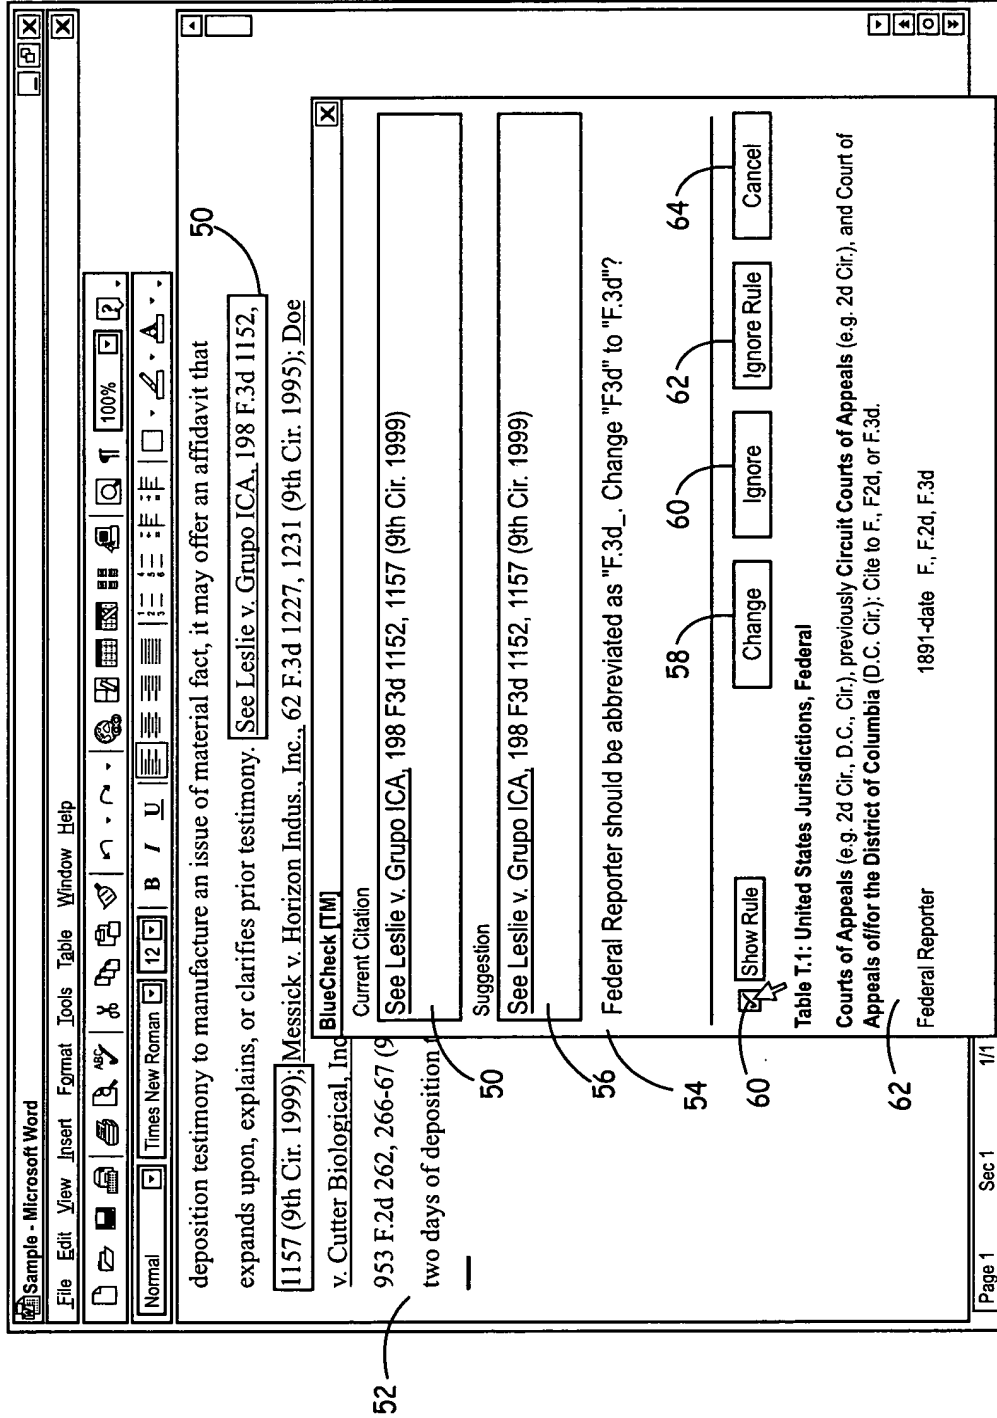 Sample - Microsoft Word
File Edit View Insert Format Tools Table Window Help
ABC 100% ?
Normal Times New Roman 12 B I U A
deposition testimony to manufacture an issue of material fact, it may offer an affidavit that
50
expands upon, explains, or clarifies prior testimony. See Leslie v. Grupo ICA, 198 F.3d 1152,
1157 (9th Cir. 1999); Messick v. Horizon Indus., Inc., 62 F.3d 1227, 1231 (9th Cir. 1995); Doe
v. Cutter Biological, Inc
953 F.2d 262, 266-67 (9
two days of deposition t
52
BlueCheck [TM]
Current Citation
See Leslie v. Grupo ICA, 198 F3d 1152, 1157 (9th Cir. 1999)
50
Suggestion
See Leslie v. Grupo ICA, 198 F3d 1152, 1157 (9th Cir. 1999)
56
Federal Reporter should be abbreviated as "F.3d_. Change "F3d" to "F.3d"?
54
58 60 62 64
60 Show Rule Change Ignore Ignore Rule Cancel
Table T.1: United States Jurisdictions, Federal
Courts of Appeals (e.g. 2d Cir., D.C., Cir.), previously Circuit Courts of Appeals (e.g. 2d Cir.), and Court of
Appeals of/for the District of Columbia (D.C. Cir.): Cite to F., F2d, or F.3d.
62
Federal Reporter 1891-date F., F.2d, F.3d
Page 1 Sec 1 1/1